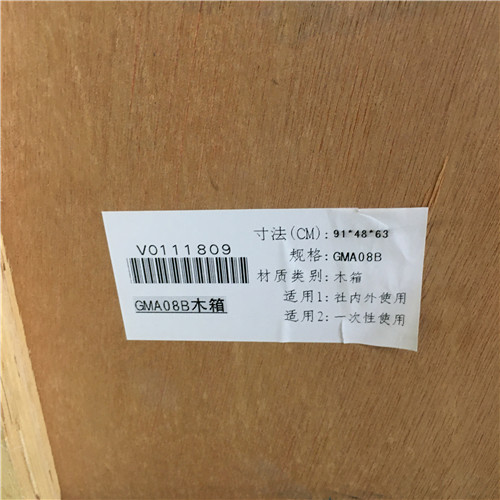 V0111809
GMA08B木箱
寸法(CM): 91*48*63
规格: GMA08B
材质类别: 木箱
适用1: 社内外使用
适用2: 一次性使用